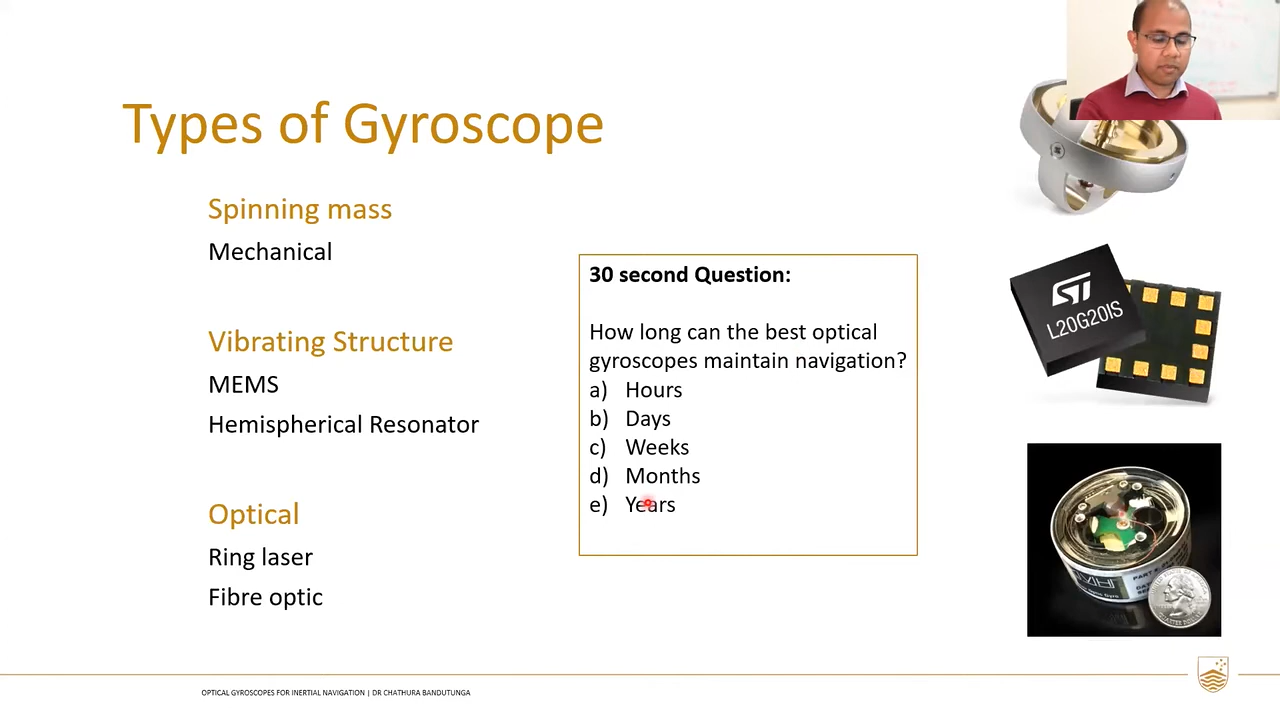 Types of Gyroscope
Spinning mass
Mechanical
Vibrating Structure
MEMS
Hemispherical Resonator
Optical
Ring laser
Fibre optic
30 second Question:
How long can the best optical
gyroscopes maintain navigation?
a) Hours
b) Days
c) Weeks
d) Months
e) Years
ST
L20G20IS
OPTICAL GYROSCOPES FOR INERTIAL NAVIGATION | DR CHATHURA BANDUTUNGA